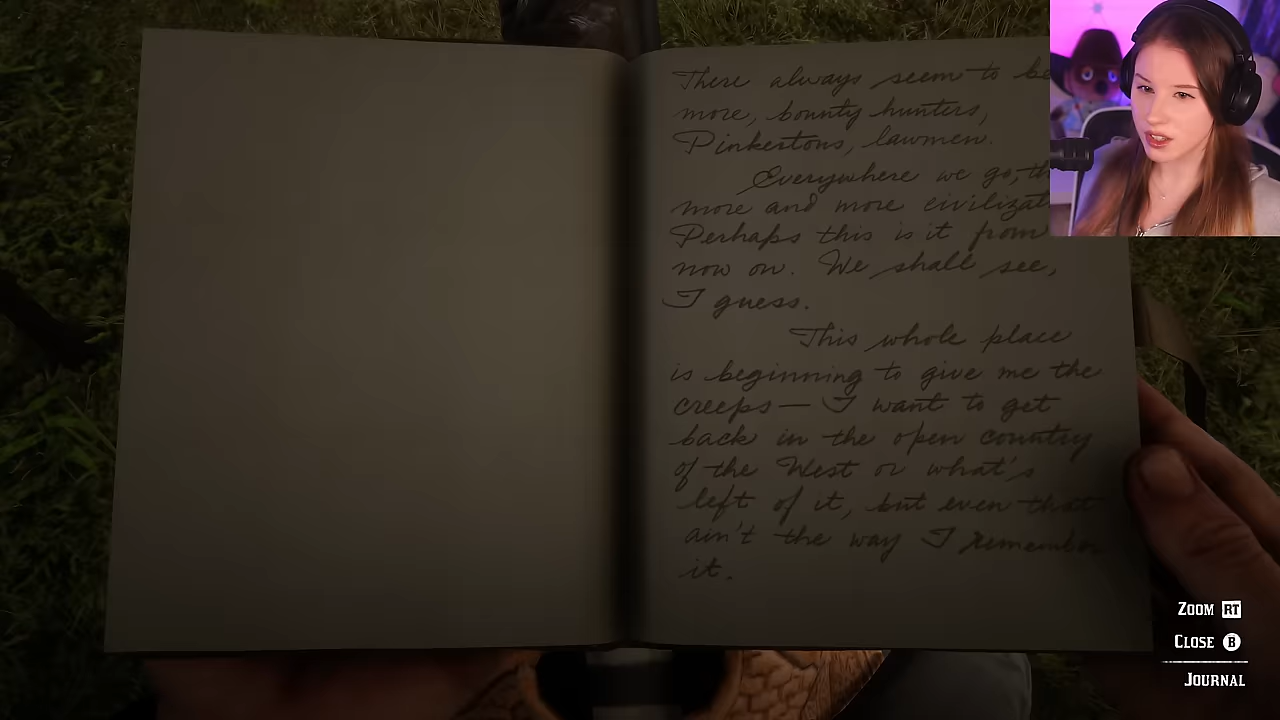 There always seem to be
more, bounty hunters,
Pinkertons, lawmen.
Everywhere we go, th
more and more civilizat
Perhaps this is it from
now on. We shall see,
I guess.
This whole place
is beginning to give me the
creeps— I want to get
back in the open country
of the West or what's
left of it, but even that
ain't the way I remember
it.
ZOOM RT
CLOSE B
JOURNAL